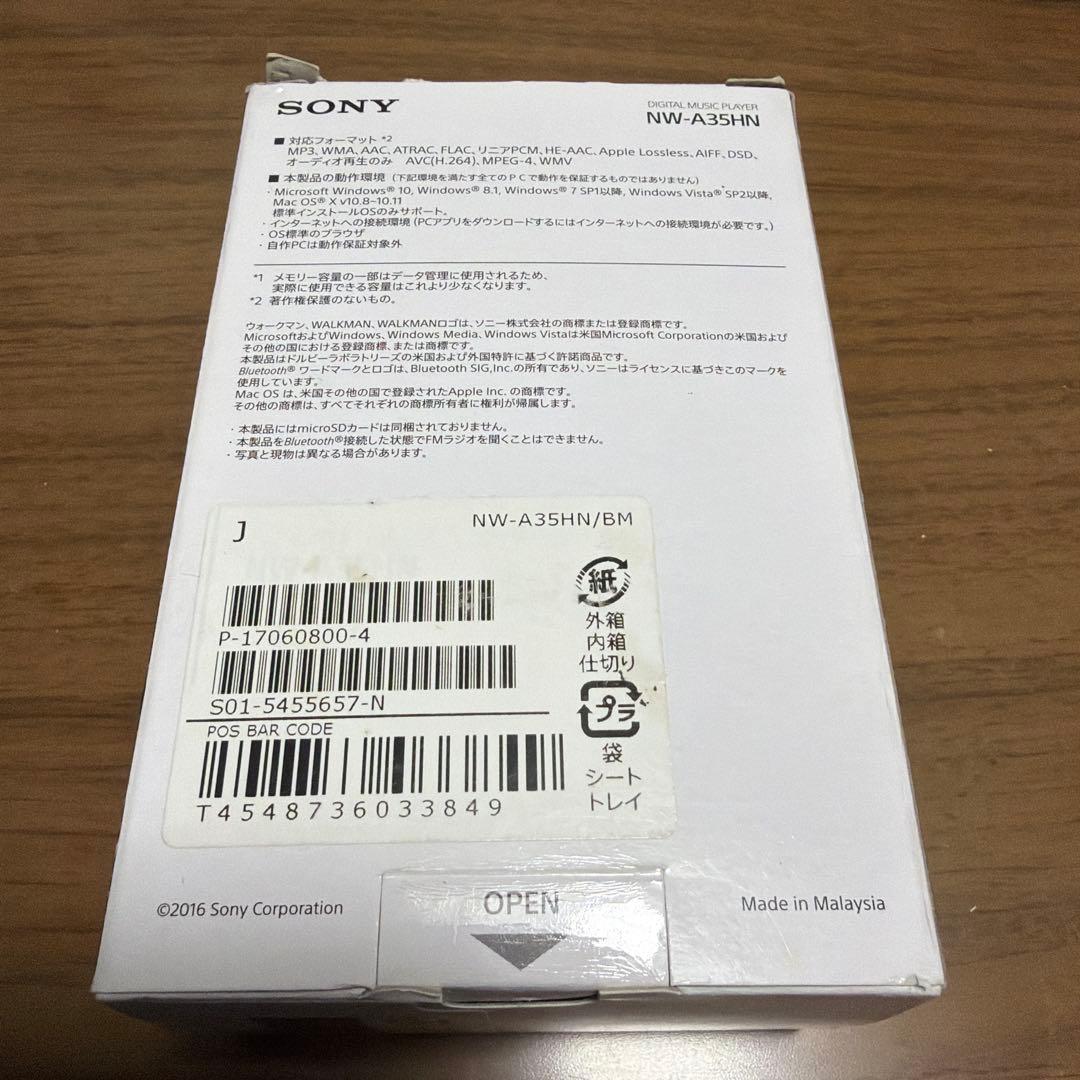 SONY
DIGITAL MUSIC PLAYER
NW-A35HN
■ 対応フォーマット *2
MP3、WMA、AAC、ATRAC、FLAC、リニアPCM、HE-AAC、Apple Lossless、AIFF、DSD、
オーディオ再生のみ AVC(H.264)、MPEG-4、WMV
■ 本製品の動作環境 (下記環境を満たす全てのPCで動作を保証するものではありません)
・Microsoft Windows® 10, Windows® 8.1, Windows® 7 SP1以降, Windows Vista® SP2以降,
Mac OS® X v10.8~10.11
標準インストールOSのみサポート。
・インターネットへの接続環境 (PCアプリをダウンロードするにはインターネットへの接続環境が必要です。)
・OS標準のブラウザ
・自作PCは動作保証対象外
*1 メモリー容量の一部はデータ管理に使用されるため、
実際に使用できる容量はこれより少なくなります。
*2 著作権保護のないもの。
ウォークマン、WALKMAN、WALKMANロゴは、ソニー株式会社の商標または登録商標です。
MicrosoftおよびWindows、Windows Media、Windows Vistaは米国Microsoft Corporationの米国および
その他の国における登録商標、または商標です。
本製品はドルビーラボラトリーズの米国および外国特許に基づく許諾商品です。
Bluetooth® ワードマークとロゴは、Bluetooth SIG,Inc.の所有であり、ソニーはライセンスに基づきこのマークを
使用しています。
Mac OS は、米国その他の国で登録されたApple Inc. の商標です。
その他の商標は、すべてそれぞれの商標所有者に権利が帰属します。
・本製品にはmicroSDカードは同梱されておりません。
・本製品をBluetooth®接続した状態でFMラジオを聞くことはできません。
・写真と現物は異なる場合があります。
J
NW-A35HN/BM
P-17060800-4
S01-5455657-N
POS BAR CODE
T4548736033849
紙
外箱
内箱
仕切り
プラ
袋
シート
トレイ
©2016 Sony Corporation
OPEN
Made in Malaysia